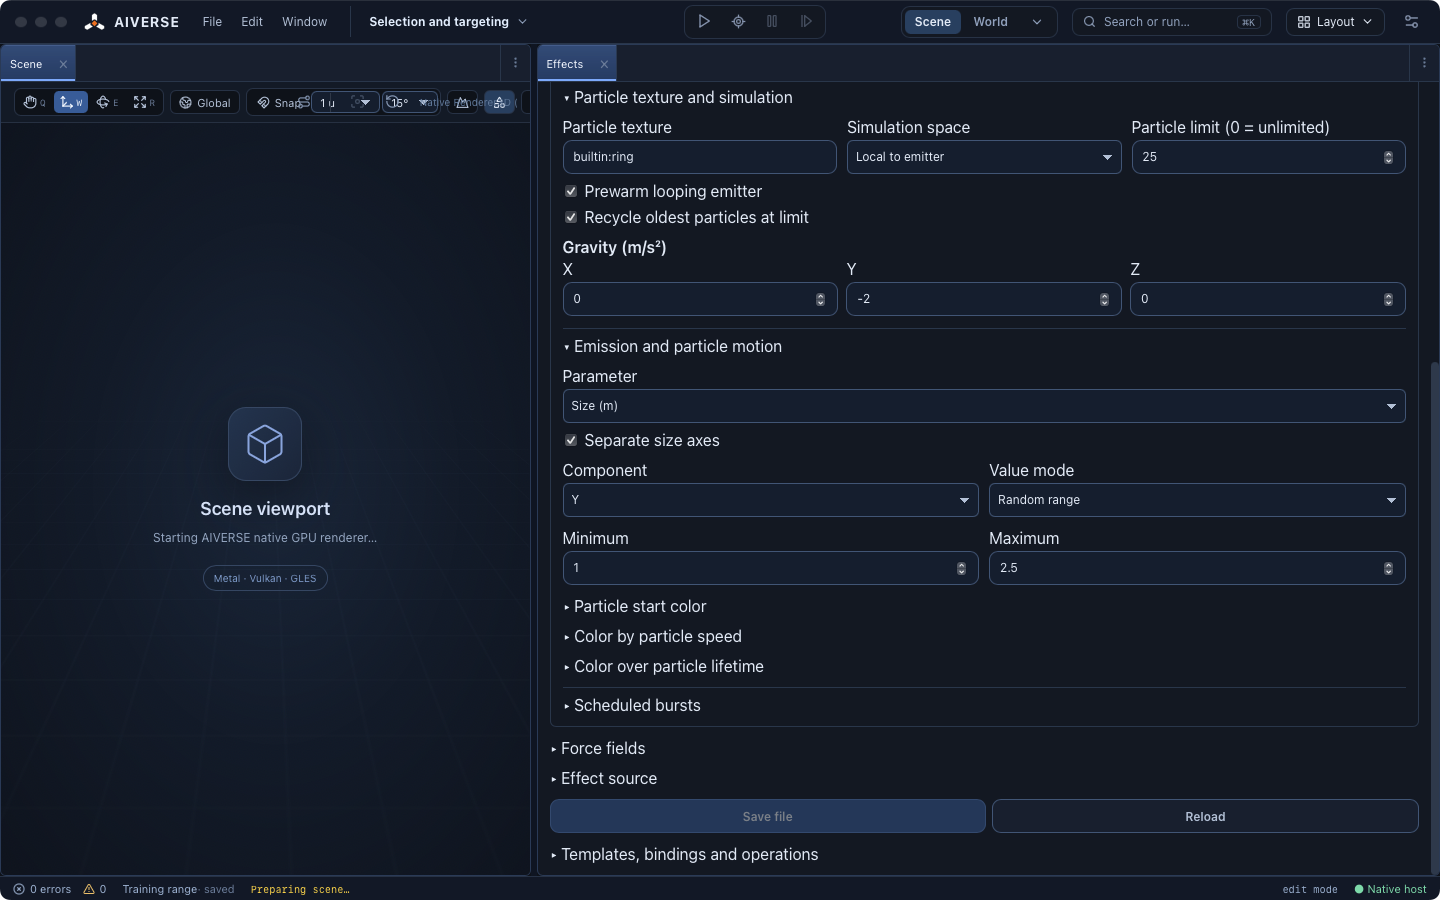 AIVERSE File Edit Window Selection and targeting Scene World Search or run... ⌘K Layout
Scene
Effects
Q W E R Global Snap 1 u 15°
Particle texture and simulation
Particle texture Simulation space Particle limit (0 = unlimited)
builtin:ring Local to emitter 25
Prewarm looping emitter
Recycle oldest particles at limit
Gravity (m/s²)
X Y Z
0 -2 0
Emission and particle motion
Parameter
Size (m)
Separate size axes
Component Value mode
Y Random range
Minimum Maximum
1 2.5
Particle start color
Color by particle speed
Color over particle lifetime
Scheduled bursts
Force fields
Effect source
Save file Reload
Templates, bindings and operations
Scene viewport
Starting AIVERSE native GPU renderer...
Metal · Vulkan · GLES
0 errors 0 Training range · saved Preparing scene… edit mode Native host